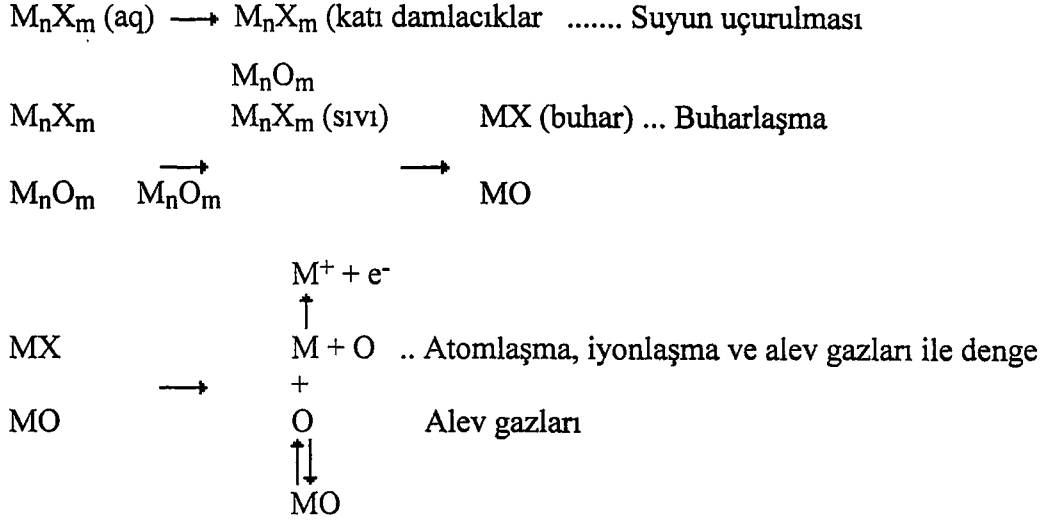 MnXm (aq) → MnXm (katı damlacıklar ....... Suyun uçurulması
MnOm
MnXm MnXm (sıvı) MX (buhar) ... Buharlaşma
→ →
MnOm MnOm MO
M+ + e-
↑
MX M + O .. Atomlaşma, iyonlaşma ve alev gazları ile denge
→ +
MO O Alev gazları
↑↓
MO